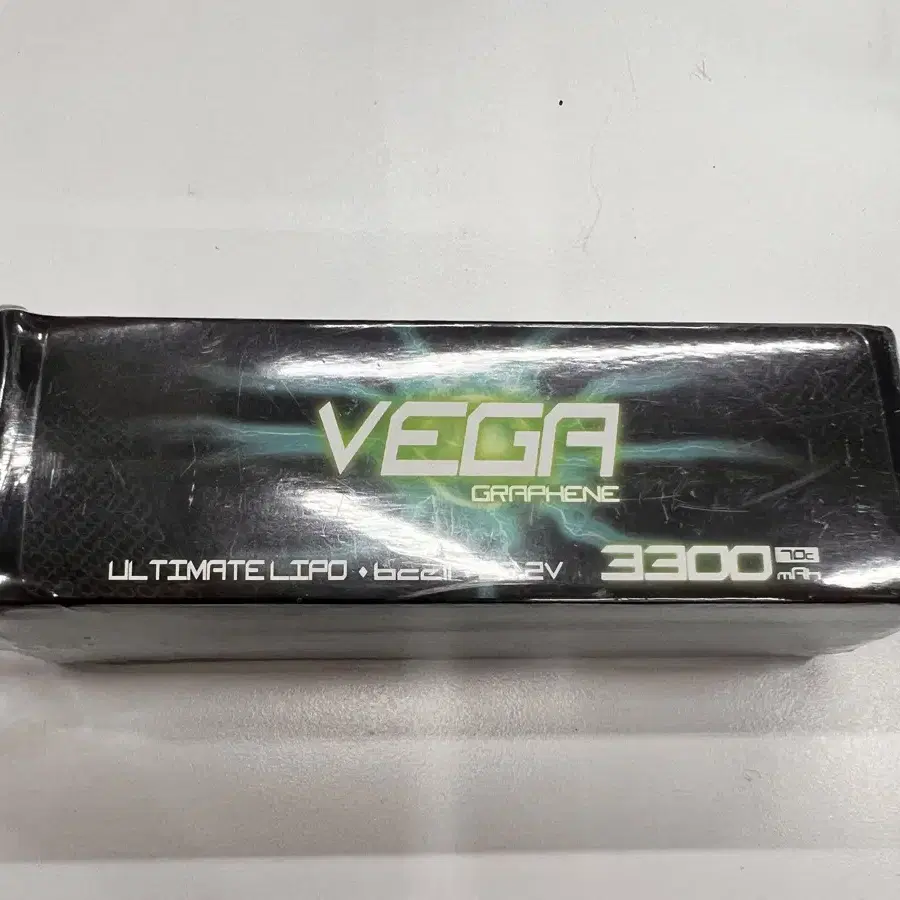 VEGA
GRAPHENE
ULTIMATE LIPO
3300 70c mAh